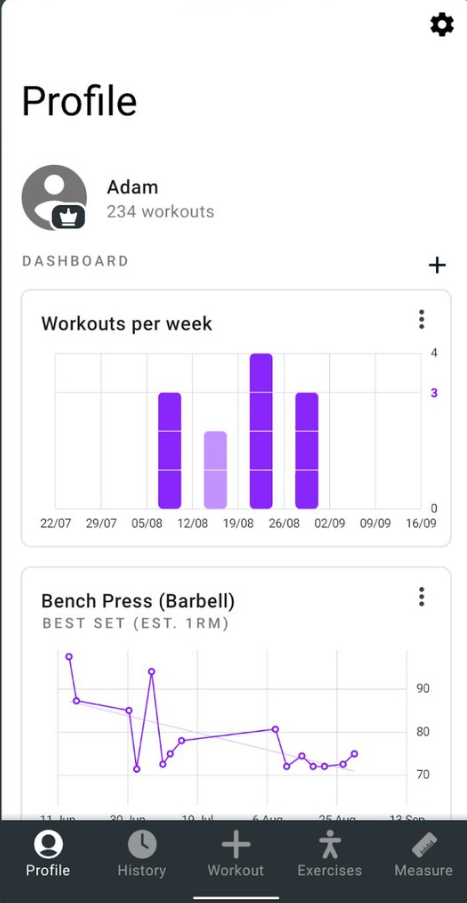 Profile
Adam
234 workouts
DASHBOARD
Workouts per week
4
3
0
22/07 29/07 05/08 12/08 19/08 26/08 02/09 09/09 16/09
Bench Press (Barbell)
BEST SET (EST. 1RM)
90
80
70
11 Jun 30 Jun 19 Jul 6 Aug 25 Aug 13 Sep
Profile History Workout Exercises Measure